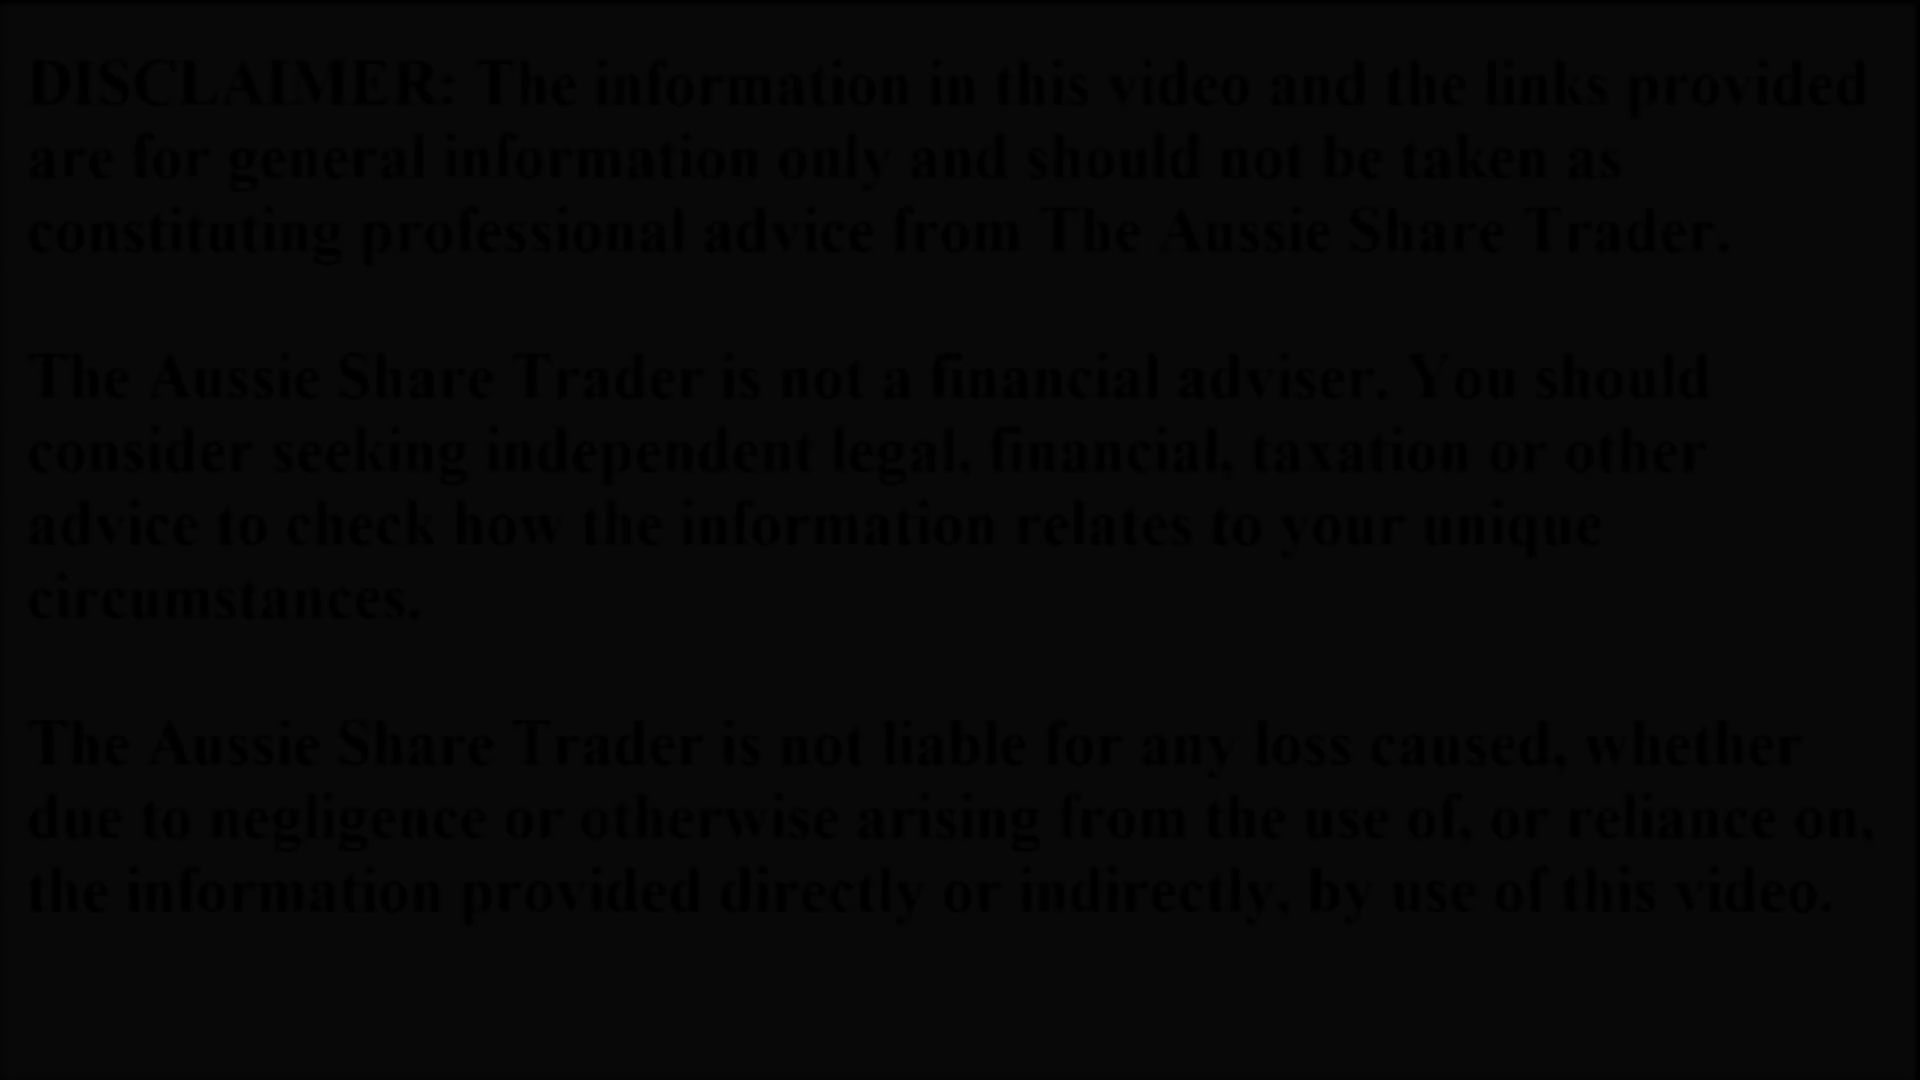 DISCLAIMER: The information in this video and the links provided
are for general information only and should not be taken as
constituting professional advice from The Aussie Share Trader.
The Aussie Share Trader is not a financial adviser. You should
consider seeking independent legal, financial, taxation or other
advice to check how the information relates to your unique
circumstances.
The Aussie Share Trader is not liable for any loss caused, whether
due to negligence or otherwise arising from the use of, or reliance on,
the information provided directly or indirectly, by use of this video.